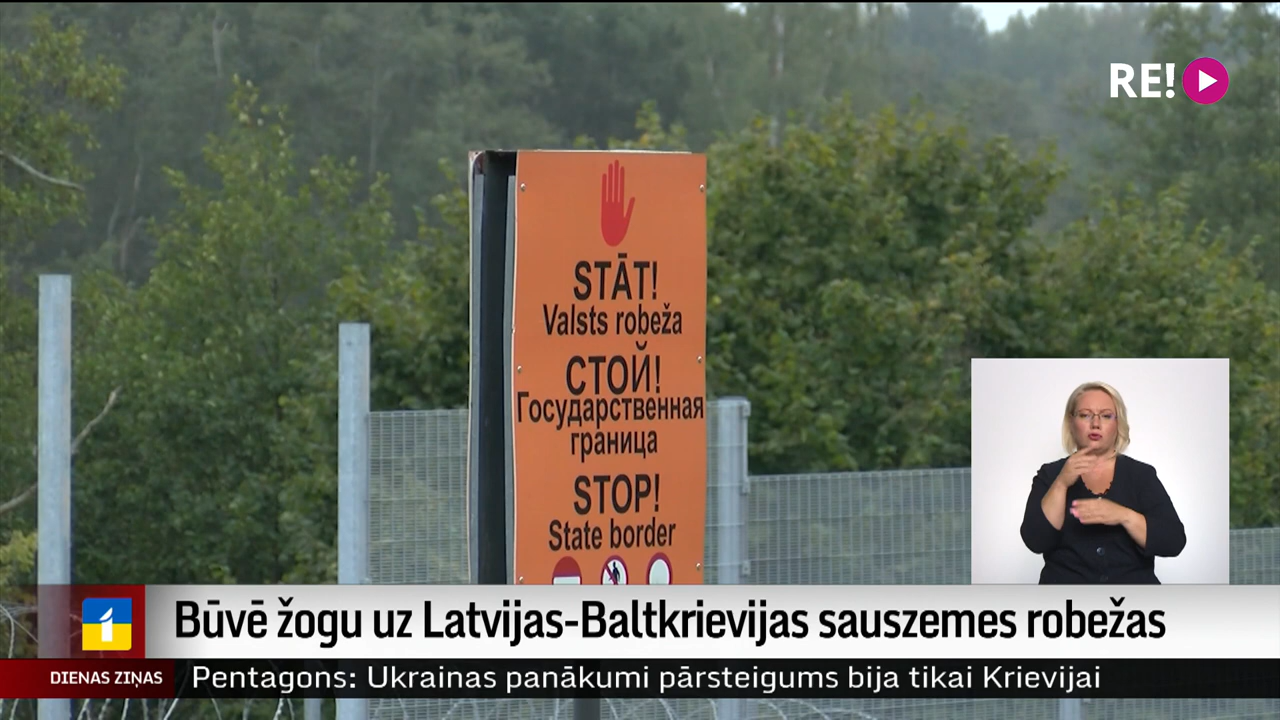 RE!
STĀT!
Valsts robeža
СТОЙ!
Государственная
граница
STOP!
State border
1
Būvē žogu uz Latvijas-Baltkrievijas sauszemes robežas
DIENAS ZIŅAS
Pentagons: Ukrainas panākumi pārsteigums bija tikai Krievijai